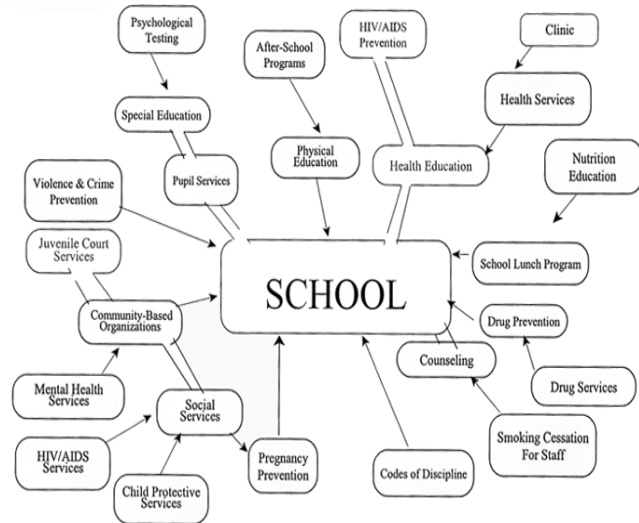 Psychological
Testing
After-School
Programs
HIV/AIDS
Prevention
Clinic
Special Education
Health Services
Physical
Education
Pupil Services
Health Education
Nutrition
Education
Violence & Crime
Prevention
Juvenile Court
Services
School Lunch Program
SCHOOL
Community-Based
Organizations
Drug Prevention
Counseling
Mental Health
Services
Drug Services
Social
Services
Smoking Cessation
For Staff
HIV/AIDS
Services
Pregnancy
Prevention
Codes of Discipline
Child Protective
Services